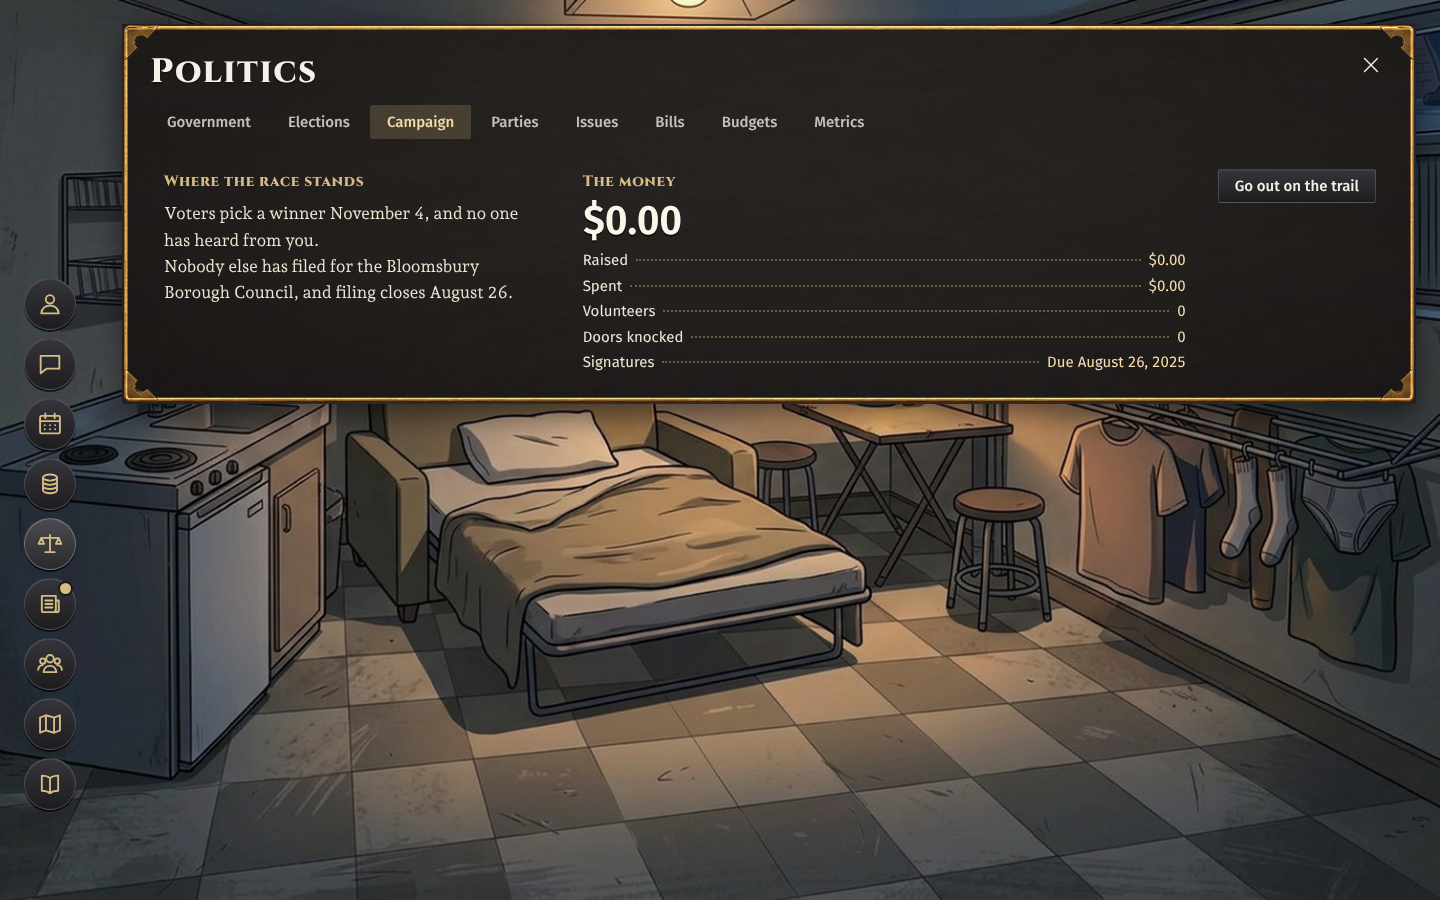 Politics
Government Elections Campaign Parties Issues Bills Budgets Metrics
Where the race stands
Voters pick a winner November 4, and no one
has heard from you.
Nobody else has filed for the Bloomsbury
Borough Council, and filing closes August 26.
The money
$0.00
Raised $0.00
Spent $0.00
Volunteers 0
Doors knocked 0
Signatures Due August 26, 2025
Go out on the trail